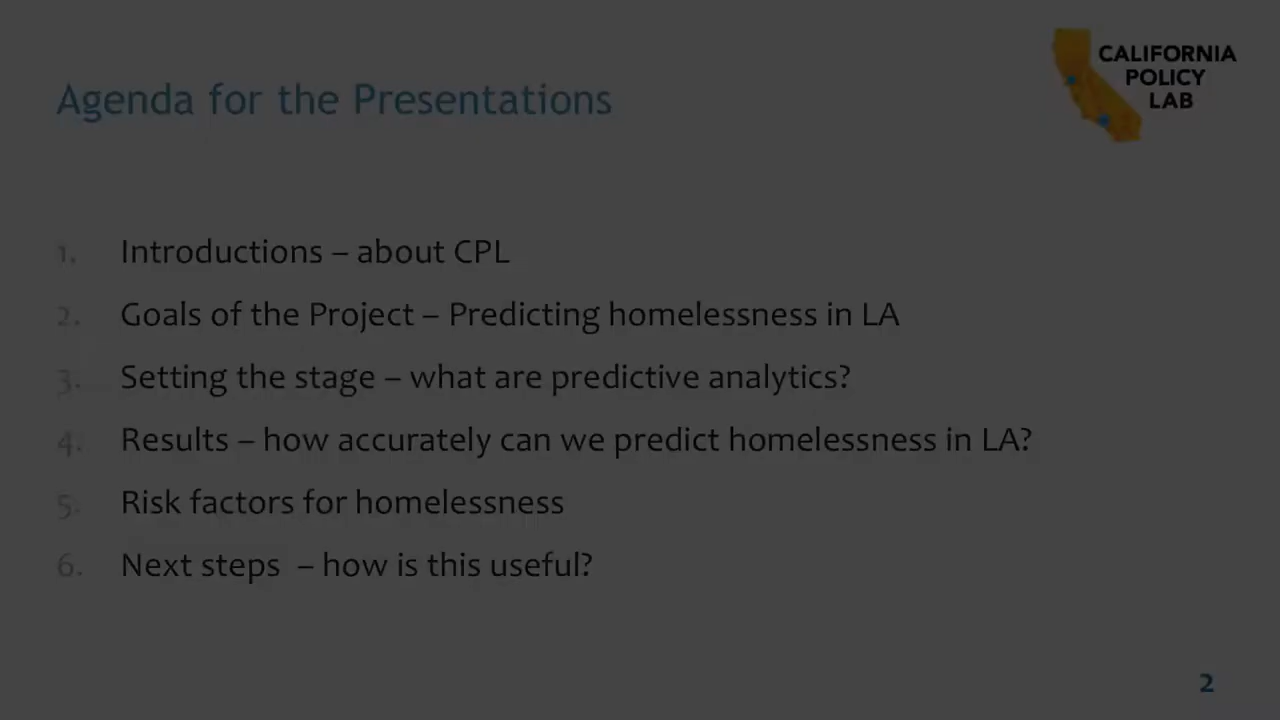 CALIFORNIA
POLICY
LAB
Agenda for the Presentations
1. Introductions – about CPL
2. Goals of the Project – Predicting homelessness in LA
3. Setting the stage – what are predictive analytics?
4. Results – how accurately can we predict homelessness in LA?
5. Risk factors for homelessness
6. Next steps – how is this useful?
2